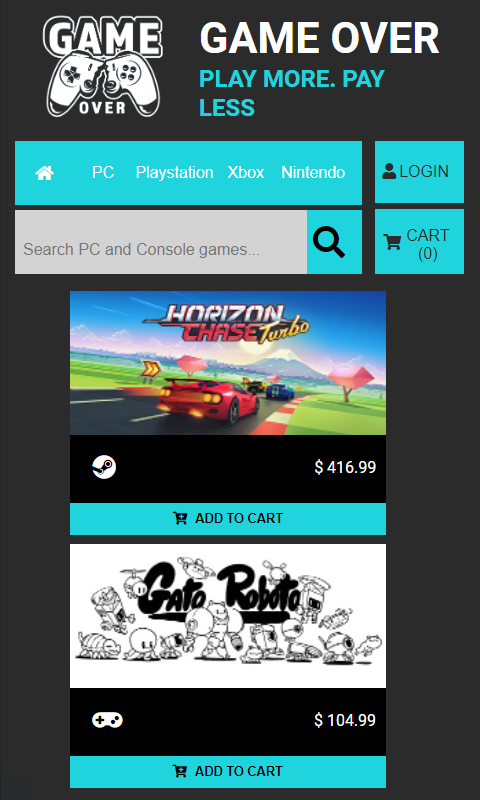 GAME
OVER
GAME OVER
PLAY MORE. PAY
LESS
PC Playstation Xbox Nintendo
LOGIN
Search PC and Console games...
CART
(0)
HORIZON
CHASE Turbo
$ 416.99
ADD TO CART
Gato Roboto
$ 104.99
ADD TO CART